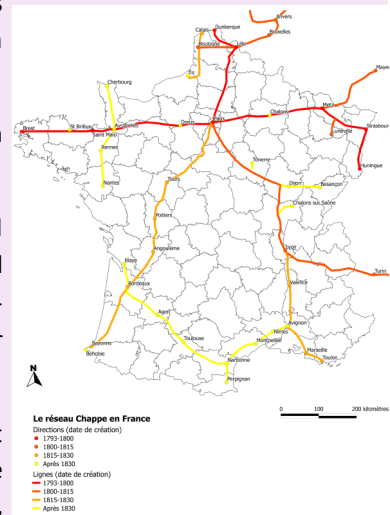 Dunkerque
Calais
Anvers
Bruxelles
Boulogne
Lille
Eu
Mayence
Cherbourg
Metz
Chalons
Strasbourg
Brest
St Brieuc
Avranches
Saint Malo
Dreux
Paris
Lunéville
Huningue
Rennes
Tonerre
Nantes
Tours
Dijon
Besançon
Chalons sur Saône
Poitiers
Angoulème
Lyon
Blaye
Turin
Bordeaux
Valence
Agen
Avignon
Nimes
Toulouse
Montpellier
Bayonne
Behobie
Marseille
Toulon
Narbonne
Perpignan
N
0 100 200 kilomètres
Le réseau Chappe en France
Directions (date de création)
1793-1800
1800-1815
1815-1830
Après 1830
Lignes (date de création)
1793-1800
1800-1815
1815-1830
Après 1830